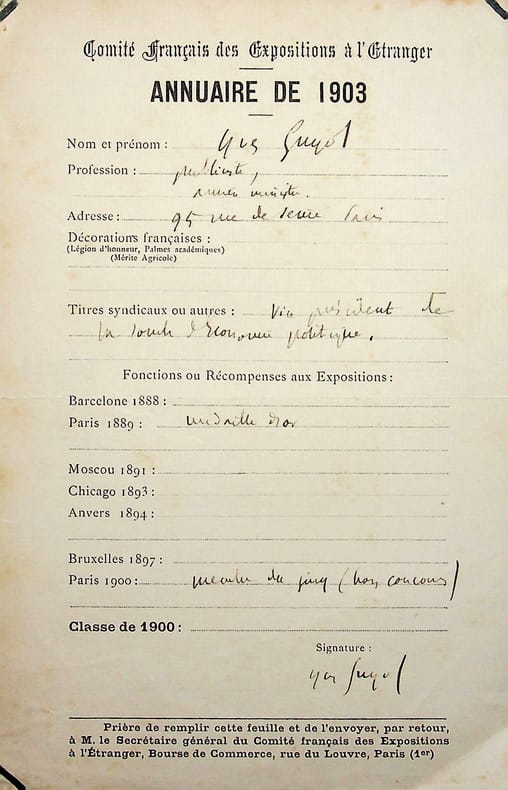 Comité Français des Expositions à l'Etranger
ANNUAIRE DE 1903
Nom et prénom : Yves Guyot
Profession : publiciste,
ancien ministre.
Adresse : 95 rue de Seine Paris
Décorations françaises :
(Légion d'honneur, Palmes académiques)
(Mérite Agricole)
Titres syndicaux ou autres : Vice président de
la Société d'Economie politique.
Fonctions ou Récompenses aux Expositions :
Barcelone 1888 :
Paris 1889 : médaille d'or
Moscou 1891 :
Chicago 1893 :
Anvers 1894 :
Bruxelles 1897 :
Paris 1900 : membre du jury (hors concours)
Classe de 1900 :
Signature :
Yves Guyot
Prière de remplir cette feuille et de l'envoyer, par retour,
à M. le Secrétaire général du Comité français des Expositions
à l'Étranger, Bourse de Commerce, rue du Louvre, Paris (1er)